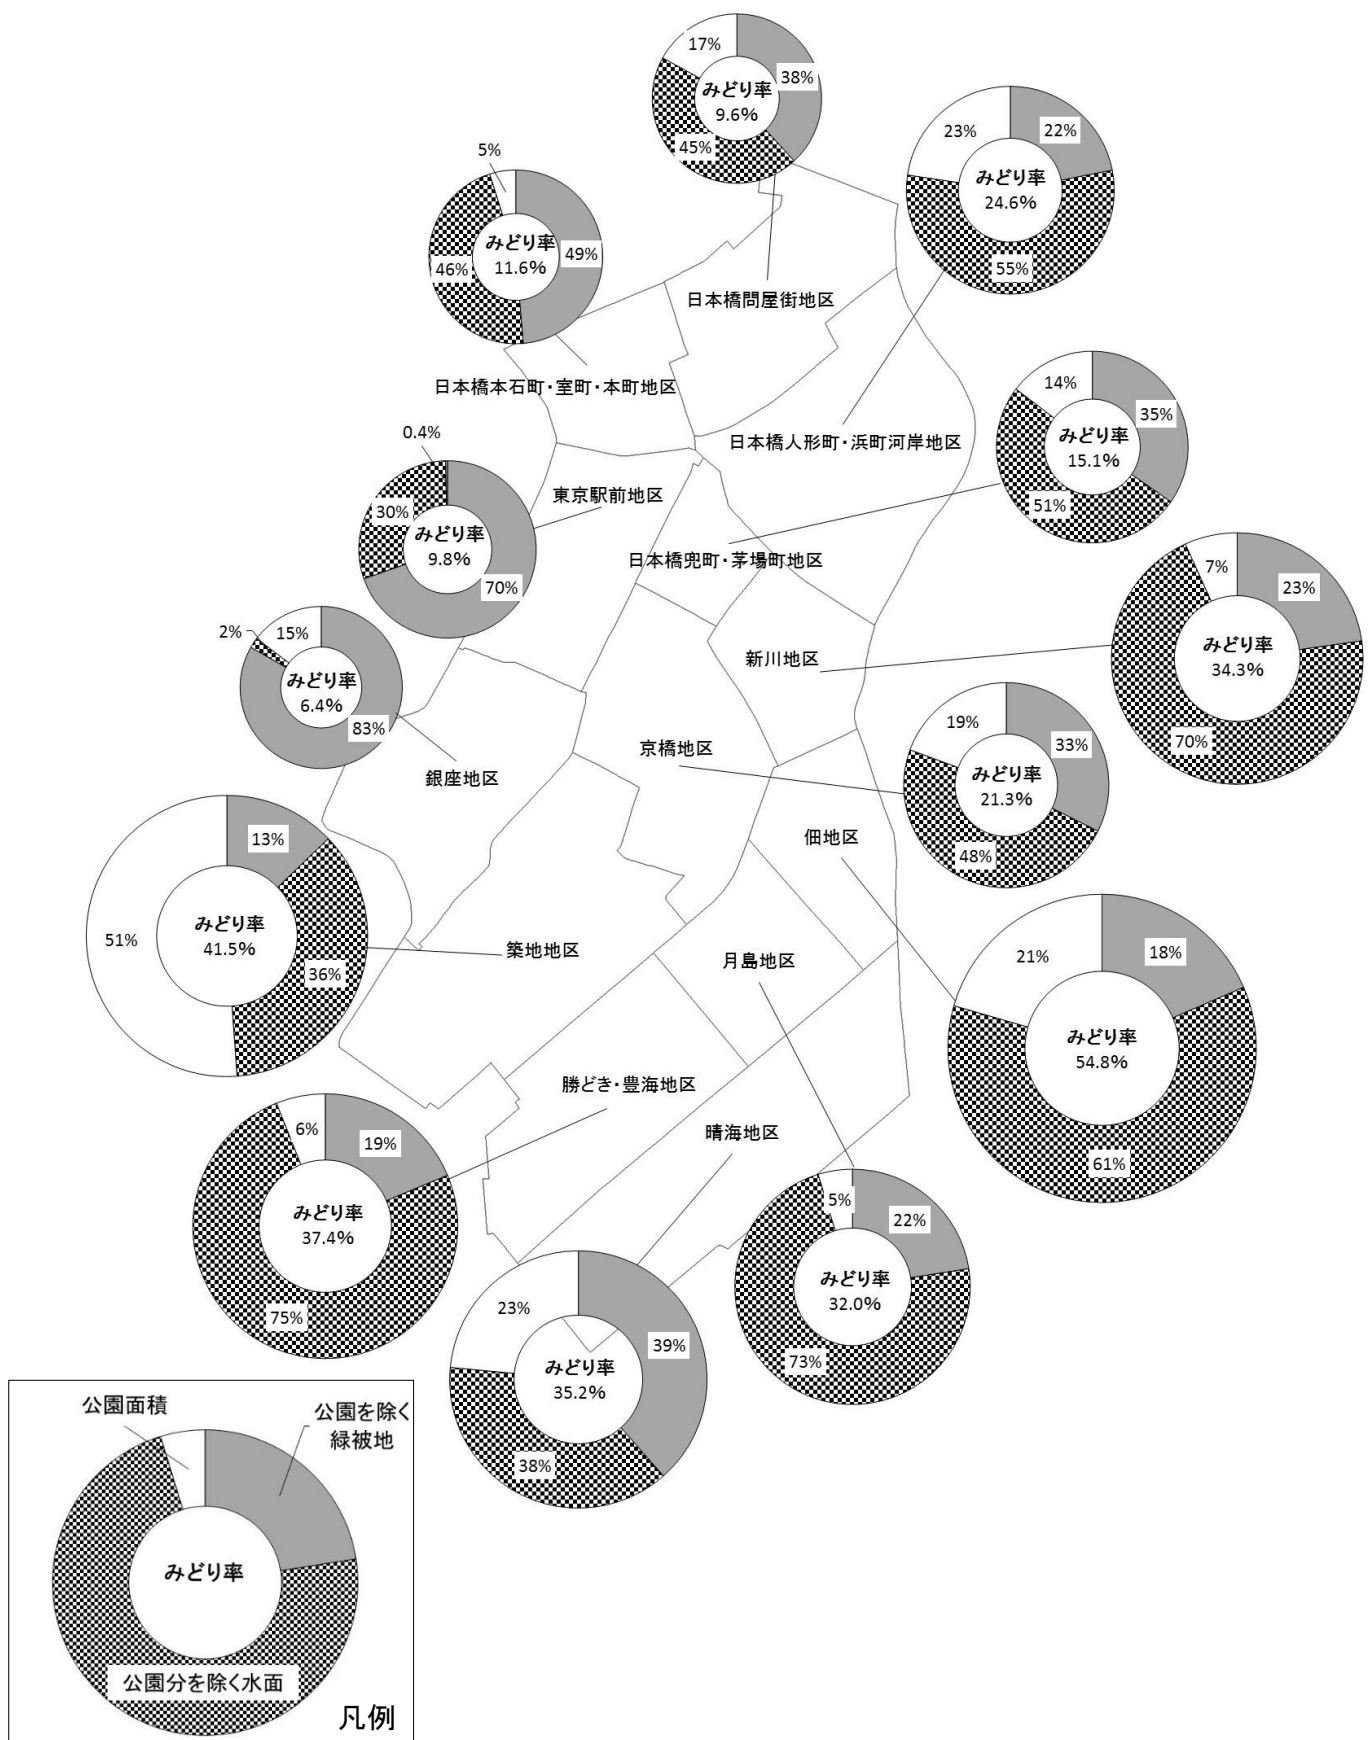 17%
38%
45%
みどり率
9.6%
23%
22%
55%
みどり率
24.6%
5%
49%
46%
みどり率
11.6%
日本橋問屋街地区
日本橋本石町・室町・本町地区
日本橋人形町・浜町河岸地区
14%
35%
51%
みどり率
15.1%
0.4%
30%
70%
みどり率
9.8%
東京駅前地区
日本橋兜町・茅場町地区
7%
23%
70%
みどり率
34.3%
新川地区
2%
15%
83%
みどり率
6.4%
銀座地区
京橋地区
19%
33%
48%
みどり率
21.3%
佃地区
13%
51%
36%
みどり率
41.5%
築地地区
月島地区
21%
18%
61%
みどり率
54.8%
勝どき・豊海地区
晴海地区
6%
19%
75%
みどり率
37.4%
5%
22%
73%
みどり率
32.0%
23%
39%
38%
みどり率
35.2%
公園面積
公園を除く
緑被地
みどり率
公園分を除く水面
凡例